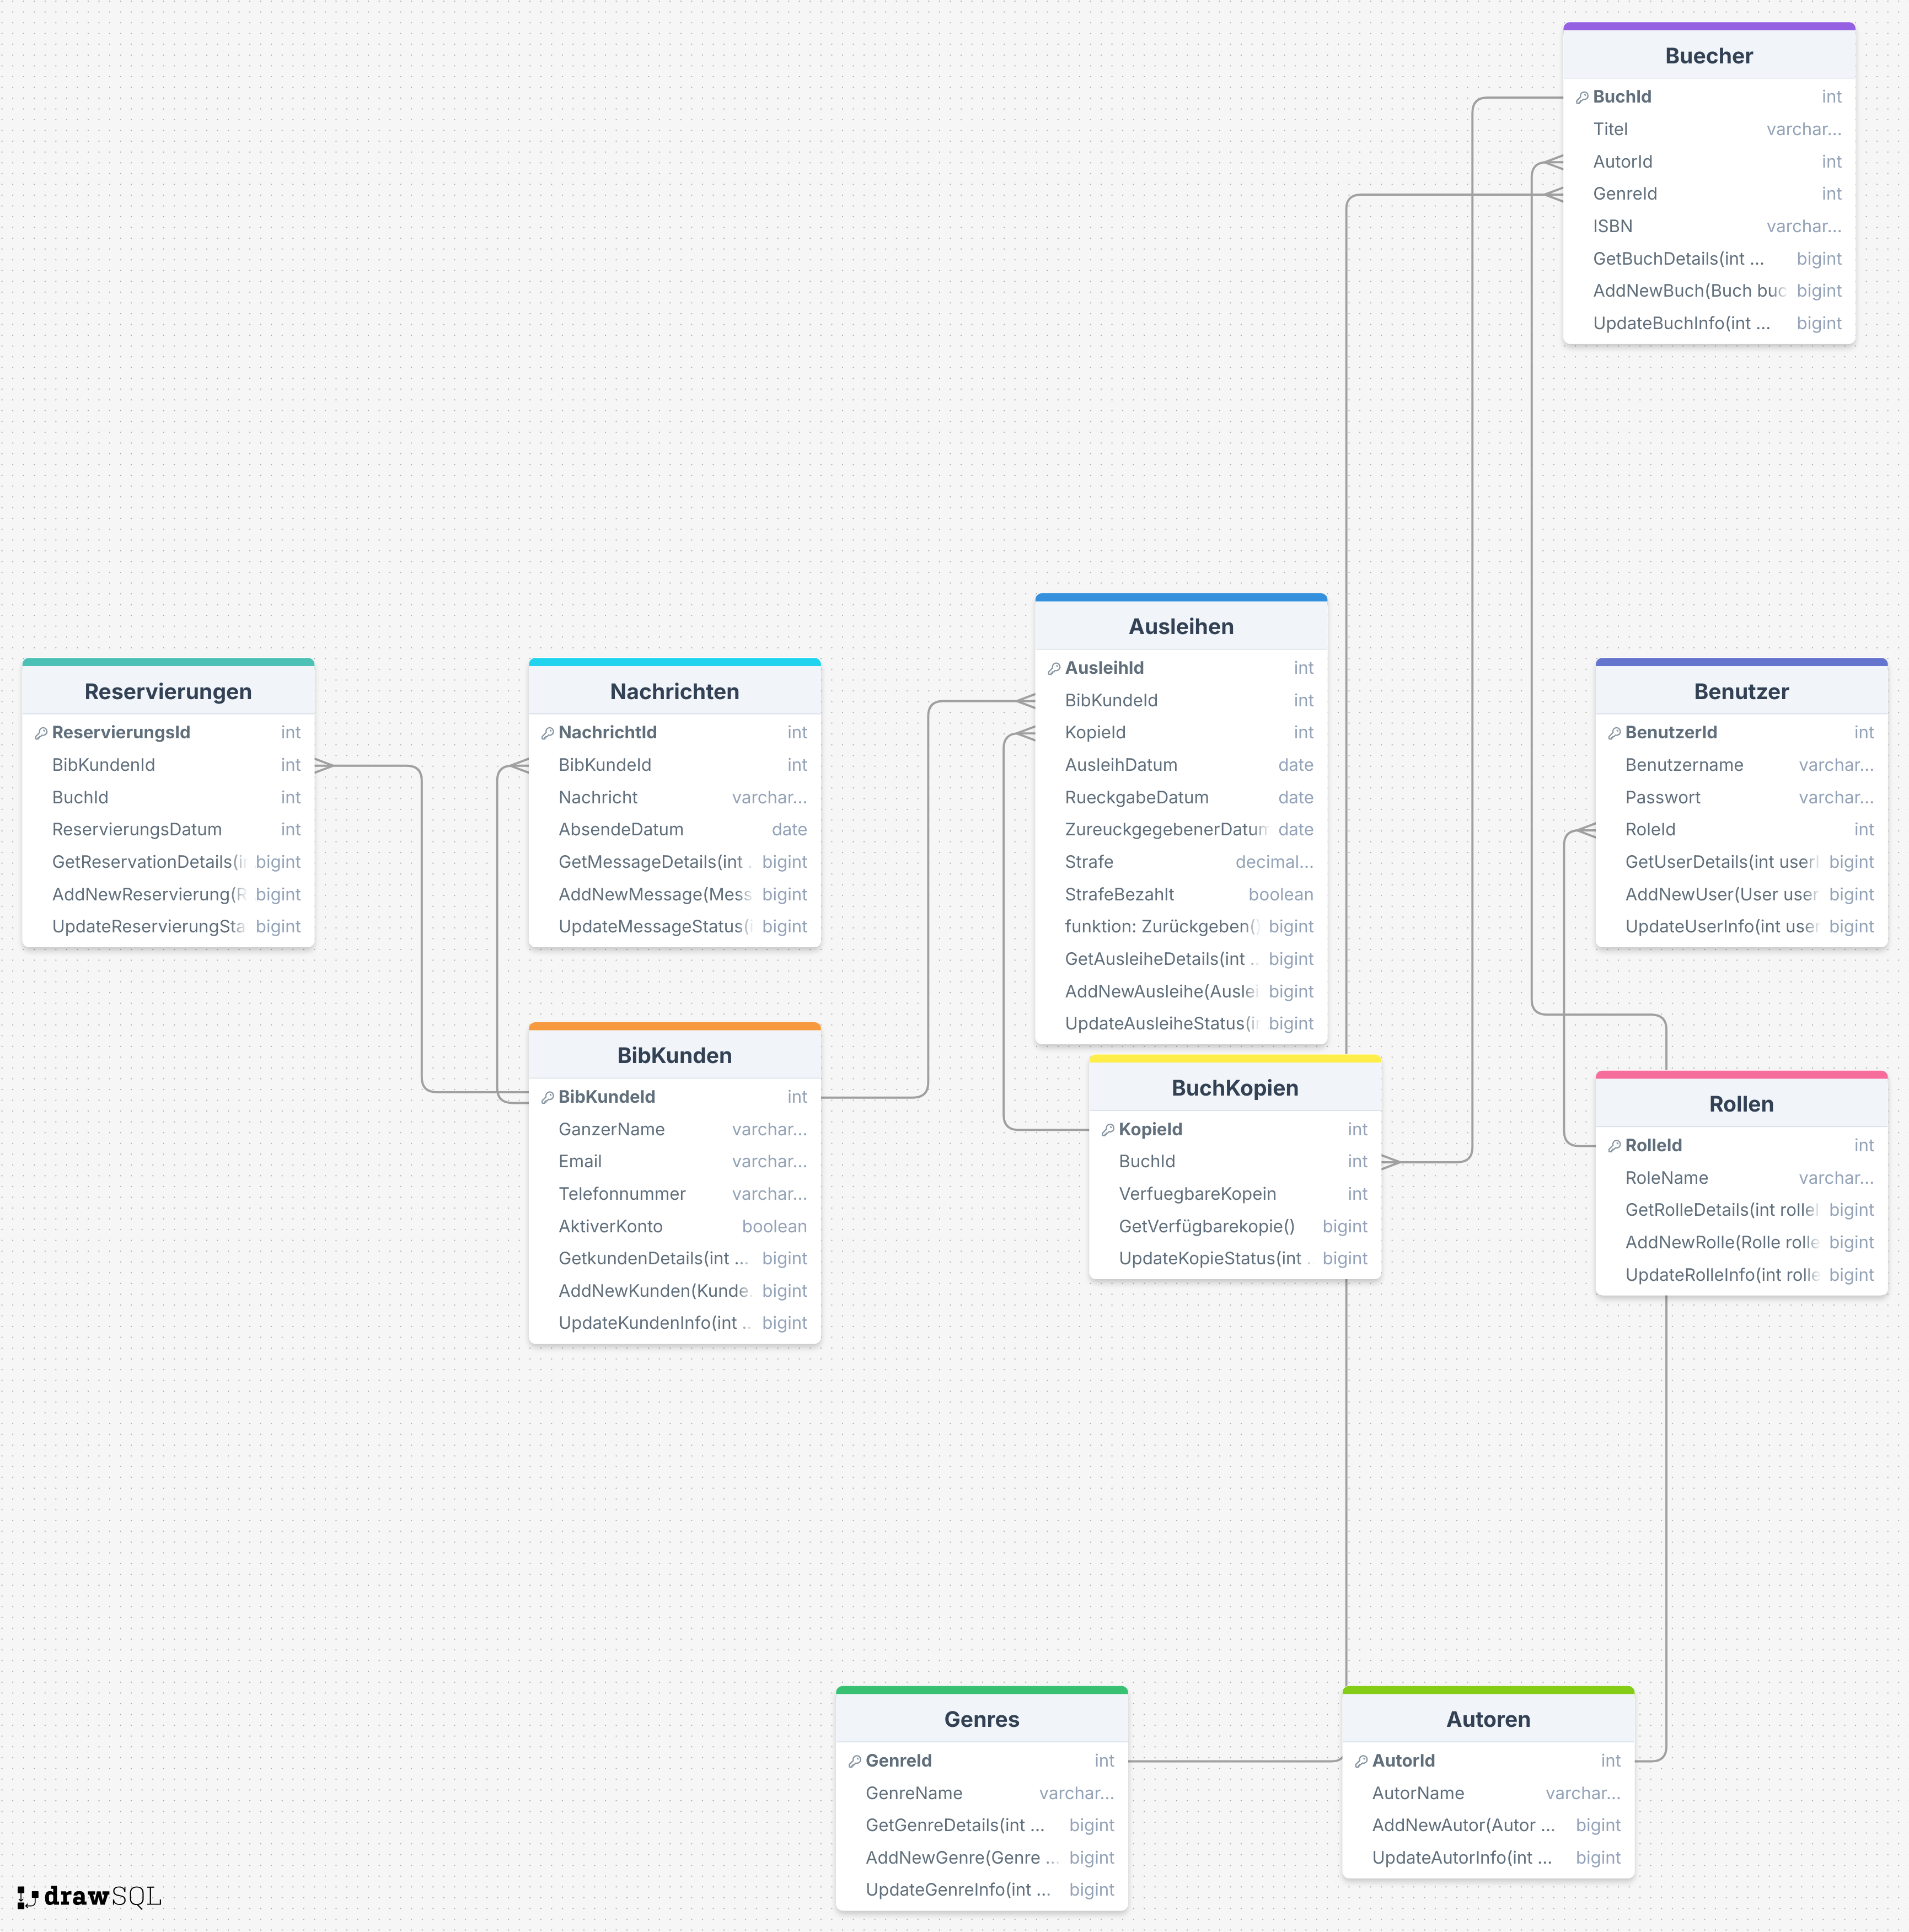 Buecher
BuchId int
Titel varchar...
AutorId int
GenreId int
ISBN varchar...
GetBuchDetails(int ... bigint
AddNewBuch(Buch buc bigint
UpdateBuchInfo(int ... bigint
Ausleihen
AusleihId int
BibKundeId int
KopieId int
AusleihDatum date
RueckgabeDatum date
ZureuckgegebenerDatum date
Strafe decimal...
StrafeBezahlt boolean
funktion: Zurückgeben() bigint
GetAusleiheDetails(int .. bigint
AddNewAusleihe(Auslei bigint
UpdateAusleiheStatus(i bigint
Reservierungen
ReservierungsId int
BibKundenId int
BuchId int
ReservierungsDatum int
GetReservationDetails(i bigint
AddNewReservierung(R bigint
UpdateReservierungSta bigint
Nachrichten
NachrichtId int
BibKundeId int
Nachricht varchar...
AbsendeDatum date
GetMessageDetails(int . bigint
AddNewMessage(Mess bigint
UpdateMessageStatus(i bigint
Benutzer
BenutzerId int
Benutzername varchar...
Passwort varchar...
RoleId int
GetUserDetails(int userI bigint
AddNewUser(User user bigint
UpdateUserInfo(int user bigint
BibKunden
BibKundeId int
GanzerName varchar...
Email varchar...
Telefonnummer varchar...
AktiverKonto boolean
GetkundenDetails(int ... bigint
AddNewKunden(Kunde. bigint
UpdateKundenInfo(int .. bigint
BuchKopien
KopieId int
BuchId int
VerfuegbareKopein int
GetVerfügbarekopie() bigint
UpdateKopieStatus(int . bigint
Rollen
RolleId int
RoleName varchar...
GetRolleDetails(int rolleI bigint
AddNewRolle(Rolle rolle bigint
UpdateRolleInfo(int rolle bigint
Genres
GenreId int
GenreName varchar...
GetGenreDetails(int ... bigint
AddNewGenre(Genre ... bigint
UpdateGenreInfo(int ... bigint
Autoren
AutorId int
AutorName varchar...
AddNewAutor(Autor ... bigint
UpdateAutorInfo(int ... bigint
drawSQL